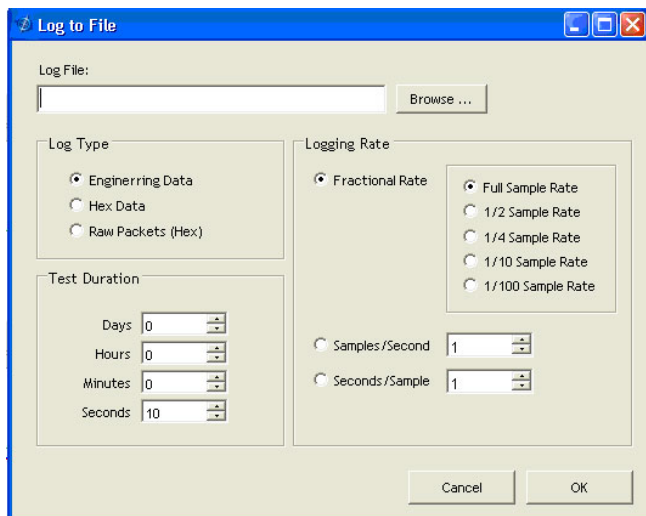 Log to File
Log File:
Browse ...
Log Type
Enginerring Data
Hex Data
Raw Packets (Hex)
Test Duration
Days 0
Hours 0
Minutes 0
Seconds 10
Logging Rate
Fractional Rate
Full Sample Rate
1/2 Sample Rate
1/4 Sample Rate
1/10 Sample Rate
1/100 Sample Rate
Samples/Second 1
Seconds/Sample 1
Cancel
OK